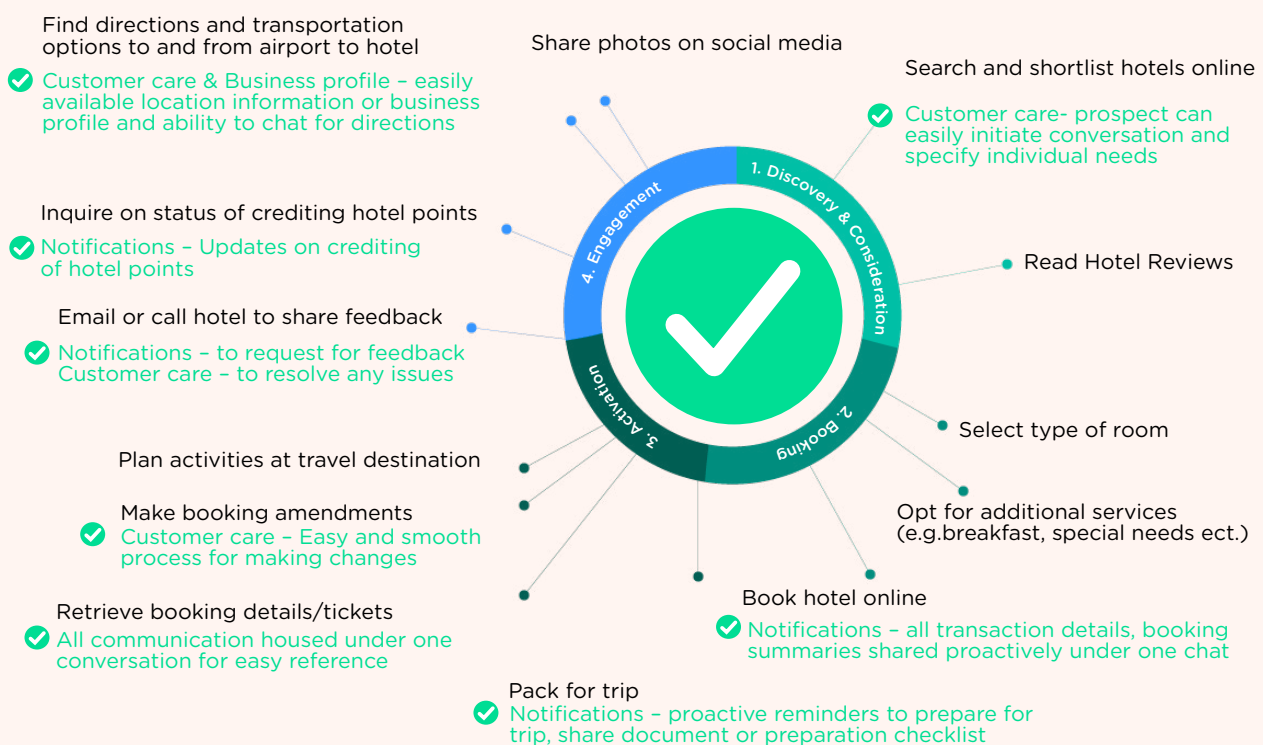 Find directions and transportation
options to and from airport to hotel
Customer care & Business profile – easily
available location information or business
profile and ability to chat for directions
Share photos on social media
Search and shortlist hotels online
Customer care- prospect can
easily initiate conversation and
specify individual needs
1. Discovery & Consideration
4. Engagement
Inquire on status of crediting hotel points
Notifications – Updates on crediting
of hotel points
Read Hotel Reviews
Email or call hotel to share feedback
Notifications – to request for feedback
Customer care – to resolve any issues
3. Activation
2. Booking
Select type of room
Plan activities at travel destination
Opt for additional services
(e.g.breakfast, special needs ect.)
Make booking amendments
Customer care – Easy and smooth
process for making changes
Book hotel online
Notifications – all transaction details, booking
summaries shared proactively under one chat
Retrieve booking details/tickets
All communication housed under one
conversation for easy reference
Pack for trip
Notifications – proactive reminders to prepare for
trip, share document or preparation checklist